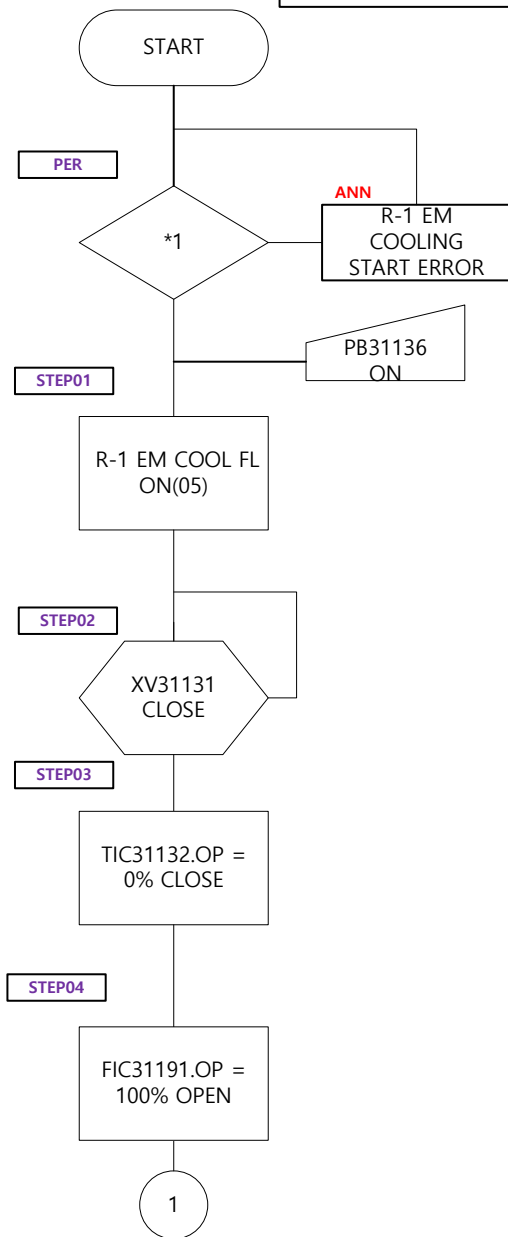 START
PER
*1
ANN
R-1 EM
COOLING
START ERROR
PB31136
ON
STEP01
R-1 EM COOL FL
ON(05)
STEP02
XV31131
CLOSE
STEP03
TIC31132.OP =
0% CLOSE
STEP04
FIC31191.OP =
100% OPEN
1